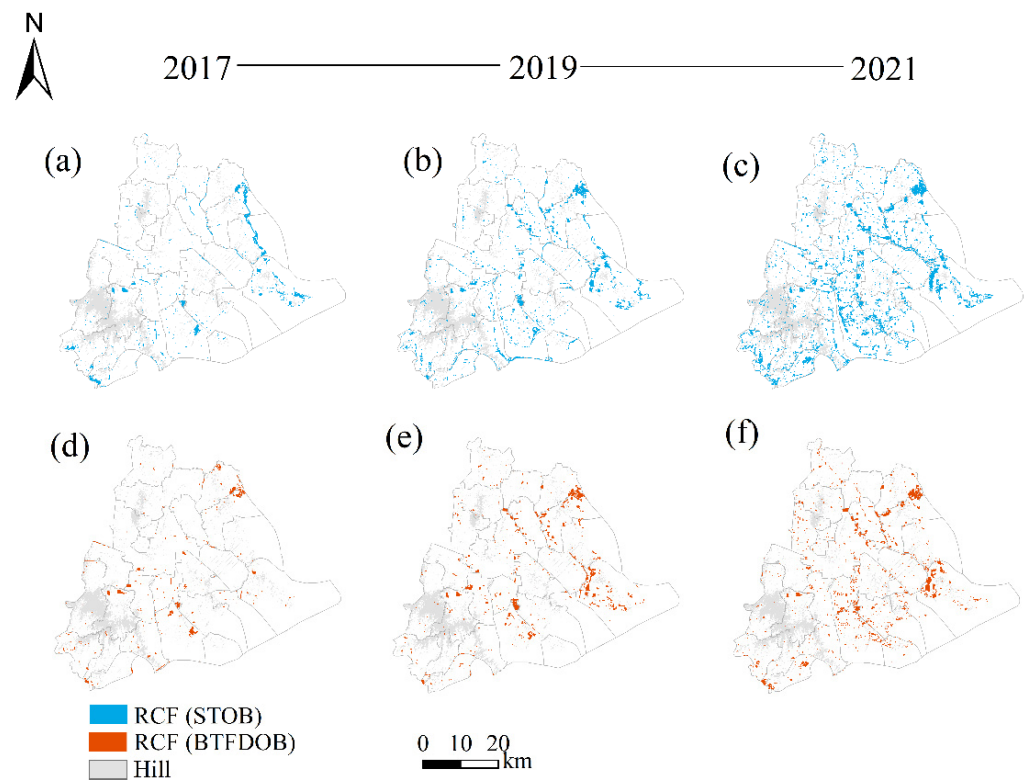 N
2017
2019
2021
(a)
(b)
(c)
(d)
(e)
(f)
RCF (STOB)
RCF (BTFDOB)
Hill
0 10 20
km